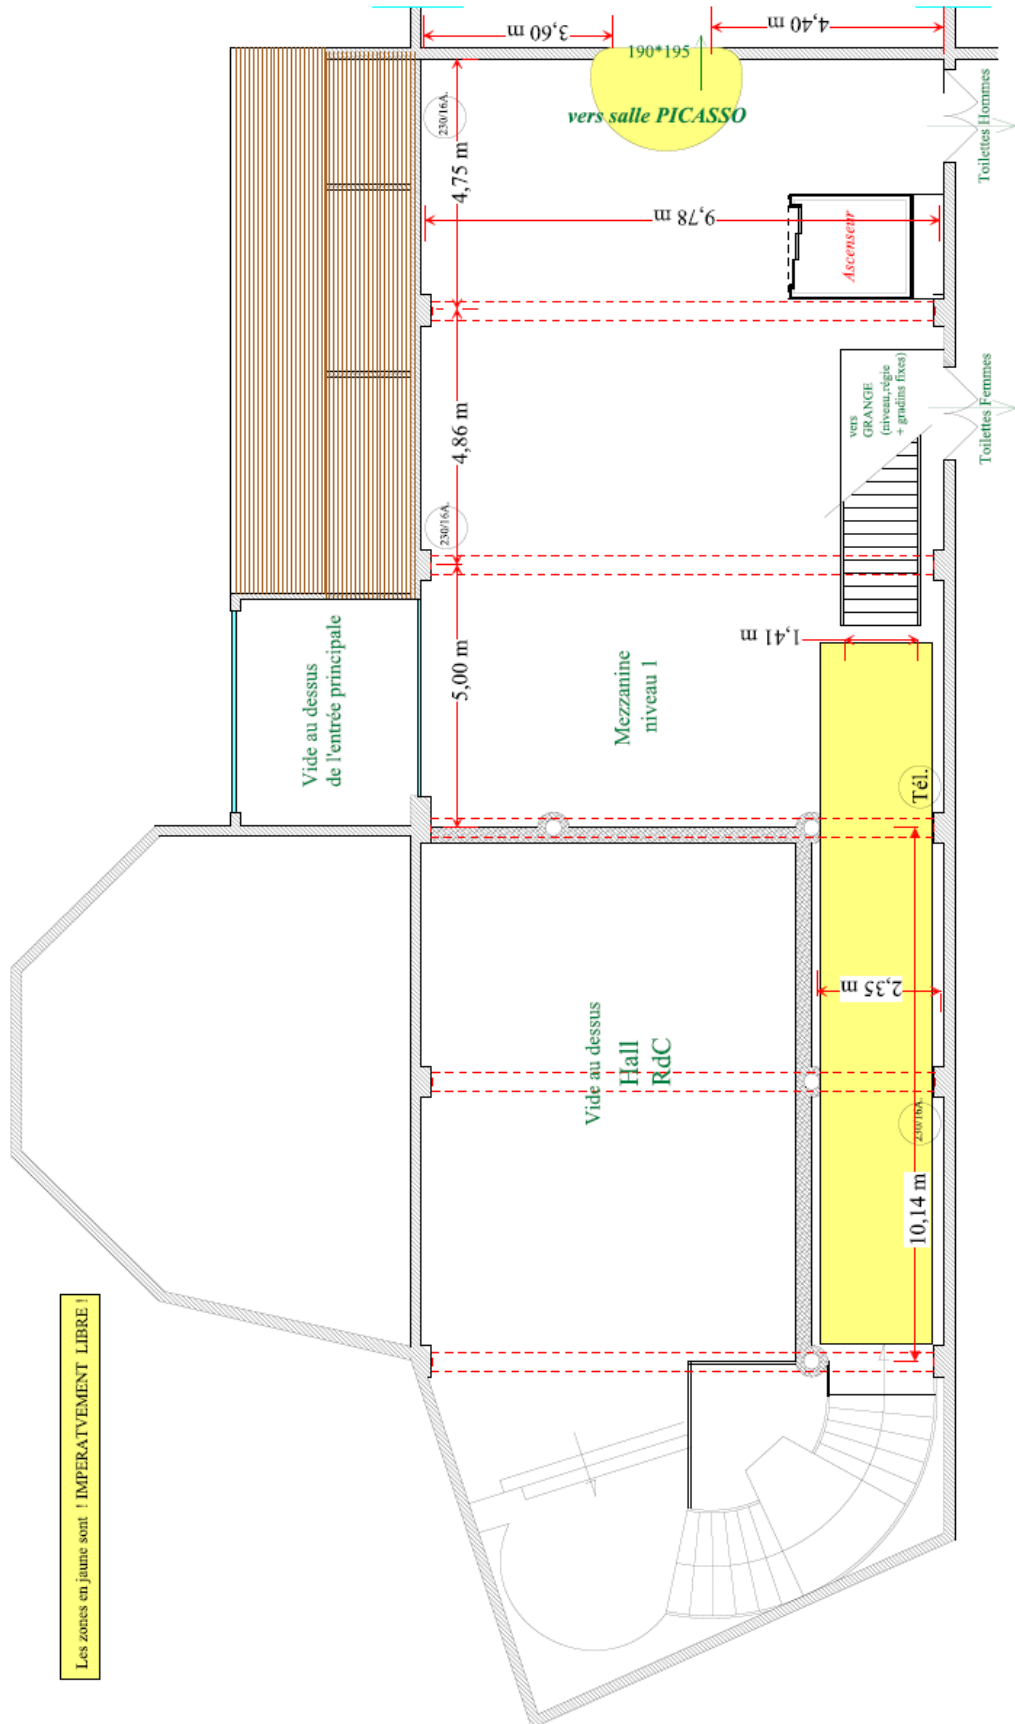 3,60 m
4,40 m
190*195
vers salle PICASSO
230/16A.
4,75 m
9,78 m
Ascenseur
Toilettes Hommes
4,86 m
230/16A.
vers
GRANGE
(niveau,régie
+ gradins fixes)
Toilettes Femmes
1,41 m
5,00 m
Vide au dessus
de l'entrée principale
Mezzanine
niveau 1
Tél.
2,35 m
Vide au dessus
Hall
RdC
230/16A.
10,14 m
Les zones en jaune sont ! IMPERATVEMENT LIBRE !